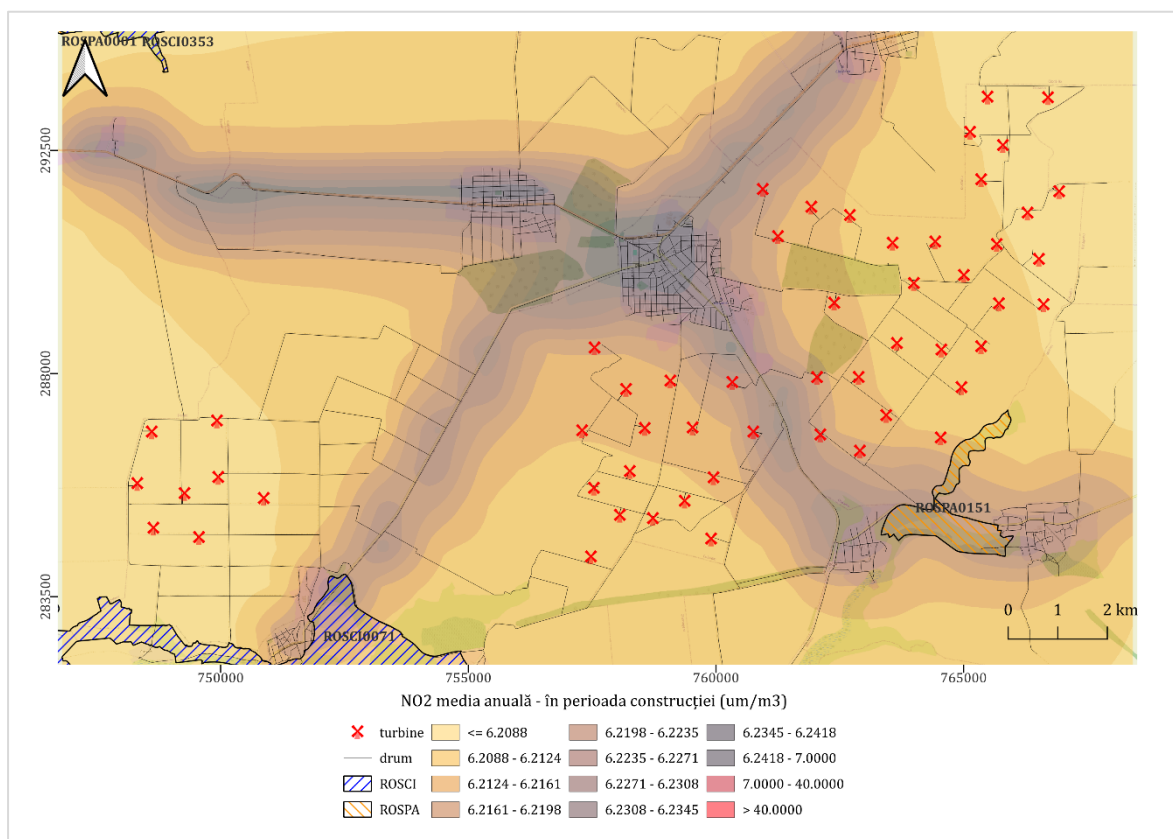 ROSPA0001 ROSCI0353
292500
288000
283500
ROSPA0151
ROSCI0071
0 1 2 km
750000 755000 760000 765000
NO2 media anuală - în perioada construcției (um/m3)
turbine <= 6.2088 6.2198 - 6.2235 6.2345 - 6.2418
drum 6.2088 - 6.2124 6.2235 - 6.2271 6.2418 - 7.0000
ROSCI 6.2124 - 6.2161 6.2271 - 6.2308 7.0000 - 40.0000
ROSPA 6.2161 - 6.2198 6.2308 - 6.2345 > 40.0000